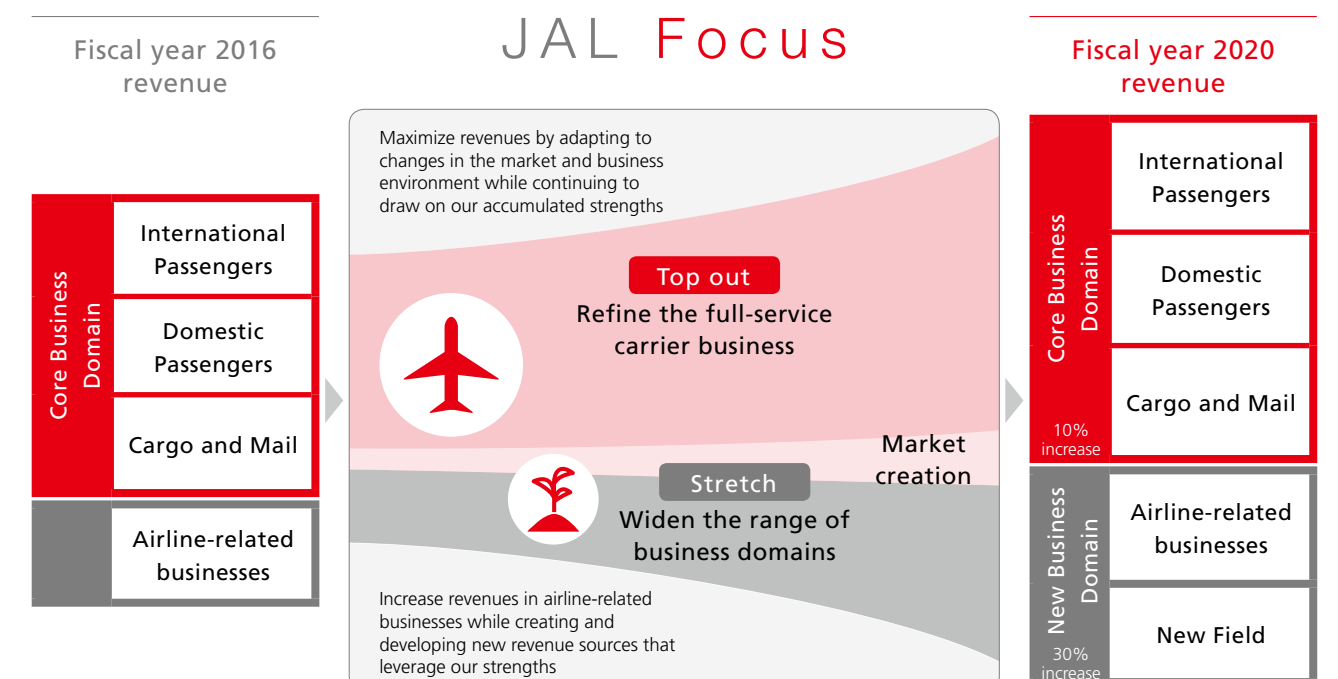 JAL Focus
Fiscal year 2016
revenue
Core Business
Domain
International
Passengers
Domestic
Passengers
Cargo and Mail
Airline-related
businesses
Maximize revenues by adapting to
changes in the market and business
environment while continuing to
draw on our accumulated strengths
Top out
Refine the full-service
carrier business
Market
creation
Stretch
Widen the range of
business domains
Increase revenues in airline-related
businesses while creating and
developing new revenue sources that
leverage our strengths
Fiscal year 2020
revenue
Core Business
Domain
10%
increase
International
Passengers
Domestic
Passengers
Cargo and Mail
New Business
Domain
30%
increase
Airline-related
businesses
New Field